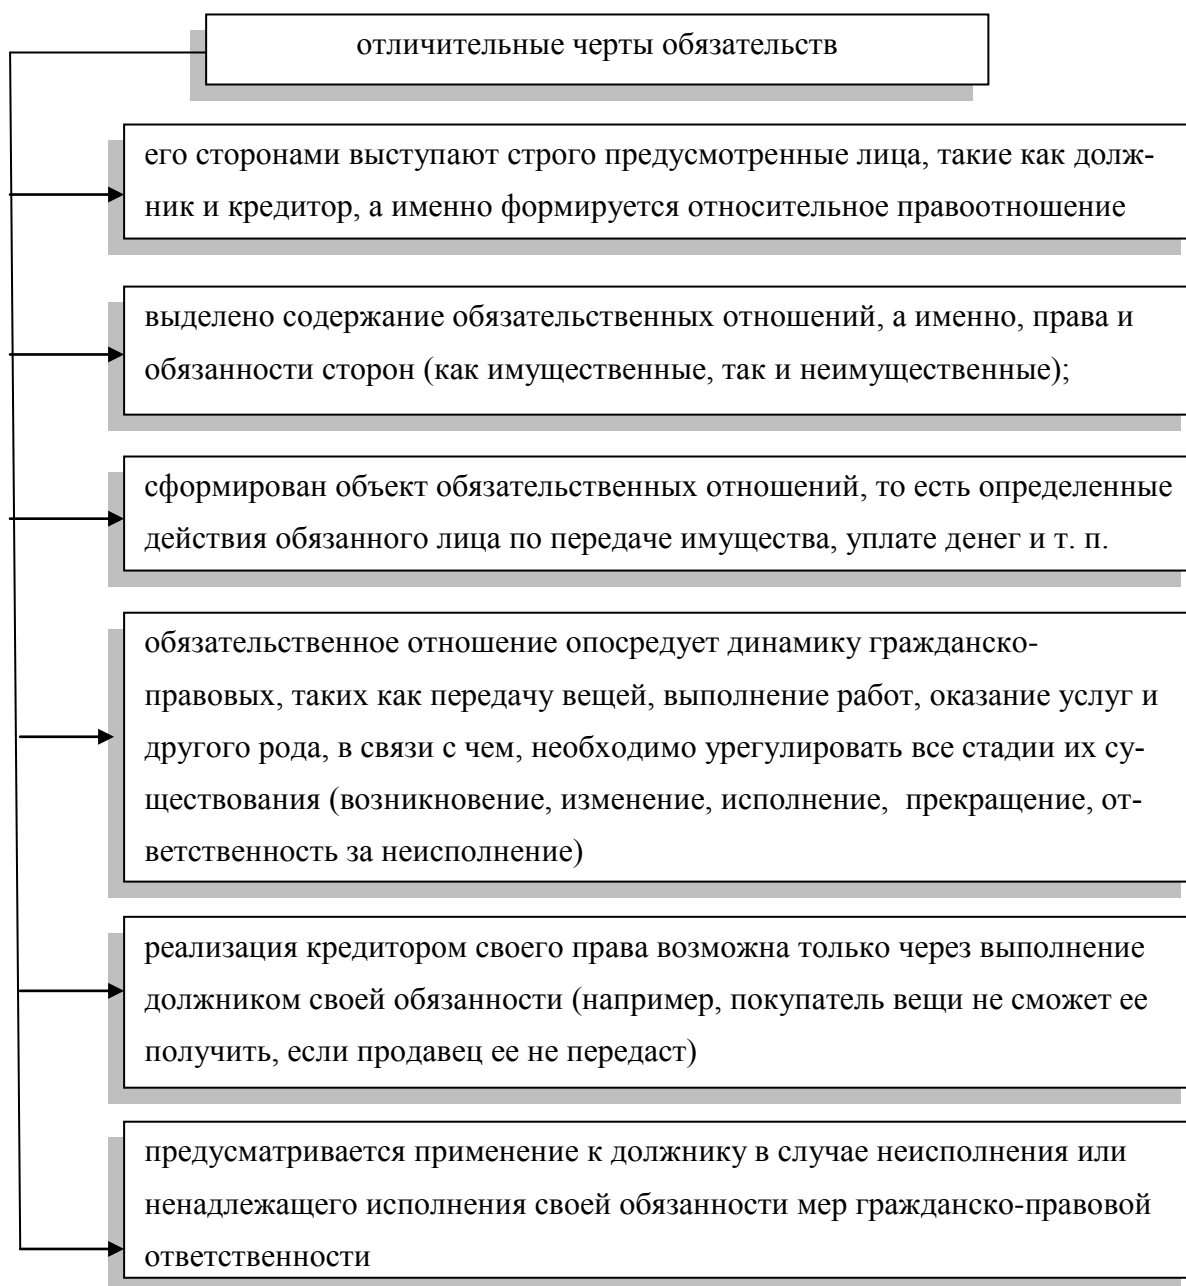 отличительные черты обязательств
его сторонами выступают строго предусмотренные лица, такие как долж-
ник и кредитор, а именно формируется относительное правоотношение
выделено содержание обязательственных отношений, а именно, права и
обязанности сторон (как имущественные, так и неимущественные);
сформирован объект обязательственных отношений, то есть определенные
действия обязанного лица по передаче имущества, уплате денег и т. п.
обязательственное отношение опосредует динамику гражданско-
правовых, таких как передачу вещей, выполнение работ, оказание услуг и
другого рода, в связи с чем, необходимо урегулировать все стадии их су-
ществования (возникновение, изменение, исполнение,  прекращение, от-
ветственность за неисполнение)
реализация кредитором своего права возможна только через выполнение
должником своей обязанности (например, покупатель вещи не сможет ее
получить, если продавец ее не передаст)
предусматривается применение к должнику в случае неисполнения или
ненадлежащего исполнения своей обязанности мер гражданско-правовой
ответственности